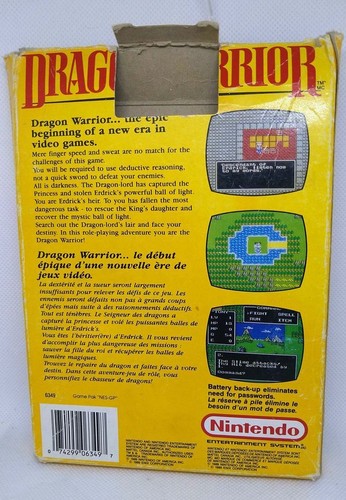 DRAGON WARRIOR
Dragon Warrior... the epic
beginning of a new era in
video games.
Mere finger speed and sweat are no match for the
challenges of this game.
You will be required to use deductive reasoning,
not a quick sword to defeat your enemies.
All is darkness. The Dragon-lord has captured the
Princess and stolen Erdrick's powerful ball of light.
You are Erdrick's heir. To you has fallen the most
dangerous task - to rescue the King's daughter and
recover the mystic ball of light.
Search out the Dragon-lord's lair and face your
destiny. In this role-playing adventure you are the
Dragon Warrior!
Dragon Warrior... le début
épique d'une nouvelle ère de
jeux vidéo.
La dextérité et la sueur seront largement
insuffisants pour relever les défis de ce jeu. Les
ennemis seront défaits non pas à grands coups
d'épées mais suite à des raisonnements déductifs.
Tout est ténèbres. Le Seigneur des dragons a
capturé la princesse et volé les puissantes balles de
lumière d'Erdrick's.
Vous êtes l'héritier(ère) d'Erdrick. Il vous revient
d'accomplir la plus dangereuse des missions
sauver la fille du roi et récupérer les balles de
lumière magiques.
Trouvez le repaire du dragon et faites face à votre
destin. Dans cette aventure-jeu de rôle, vous
personnifiez le chasseur de dragons!
FIGHT SPELL
RUN ITEM
Command?
Battery back-up eliminates
need for passwords.
La réserve à pile élimine le
besoin d'un mot de passe.
6349
Game Pak "NES-GP"
0 74299 06349 7
Nintendo
ENTERTAINMENT SYSTEM